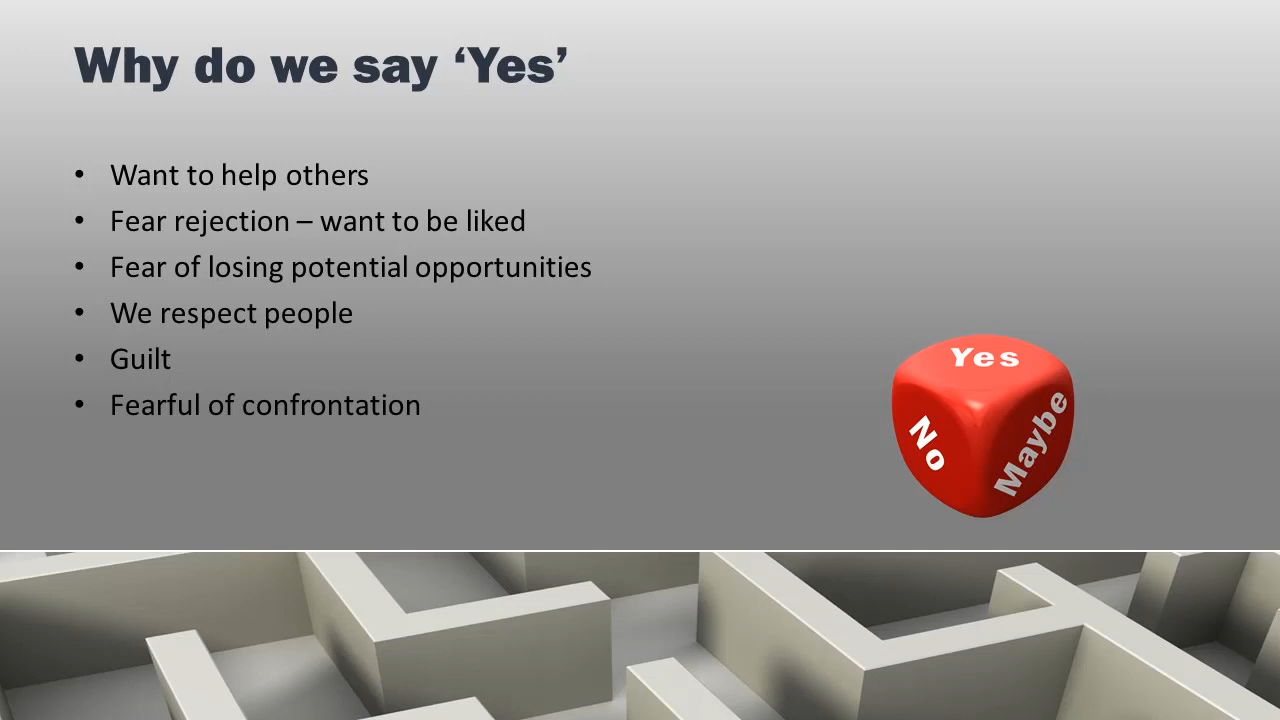 Why do we say ‘Yes’
• Want to help others
• Fear rejection – want to be liked
• Fear of losing potential opportunities
• We respect people
• Guilt
• Fearful of confrontation
Yes
No
Maybe